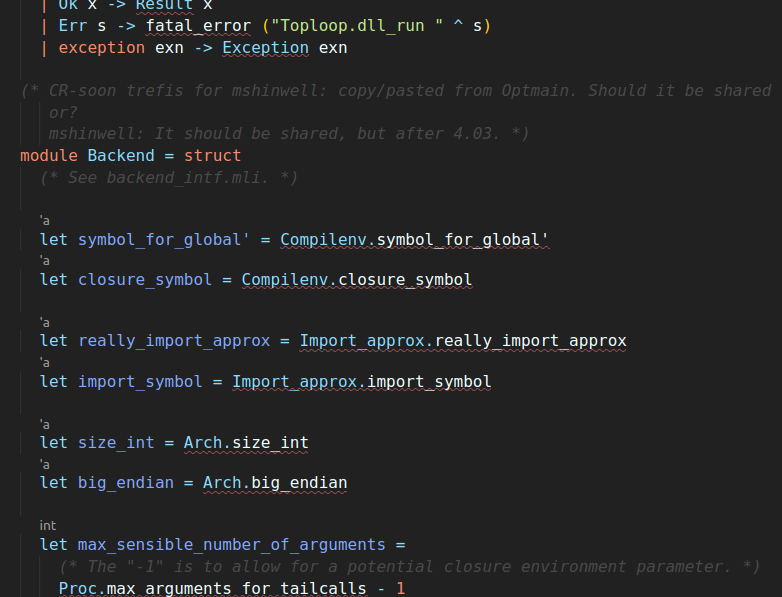 | Ok x -> Result x
| Err s -> fatal_error ("Toploop.dll_run " ^ s)
| exception exn -> Exception exn
(* CR-soon trefis for mshinwell: copy/pasted from Optmain. Should it be shared
or?
mshinwell: It should be shared, but after 4.03. *)
module Backend = struct
(* See backend_intf.mli. *)
'a
let symbol_for_global' = Compilenv.symbol_for_global'
'a
let closure_symbol = Compilenv.closure_symbol
'a
let really_import_approx = Import_approx.really_import_approx
'a
let import_symbol = Import_approx.import_symbol
'a
let size_int = Arch.size_int
'a
let big_endian = Arch.big_endian
int
let max_sensible_number_of_arguments =
(* The "-1" is to allow for a potential closure environment parameter. *)
Proc.max_arguments_for_tailcalls - 1